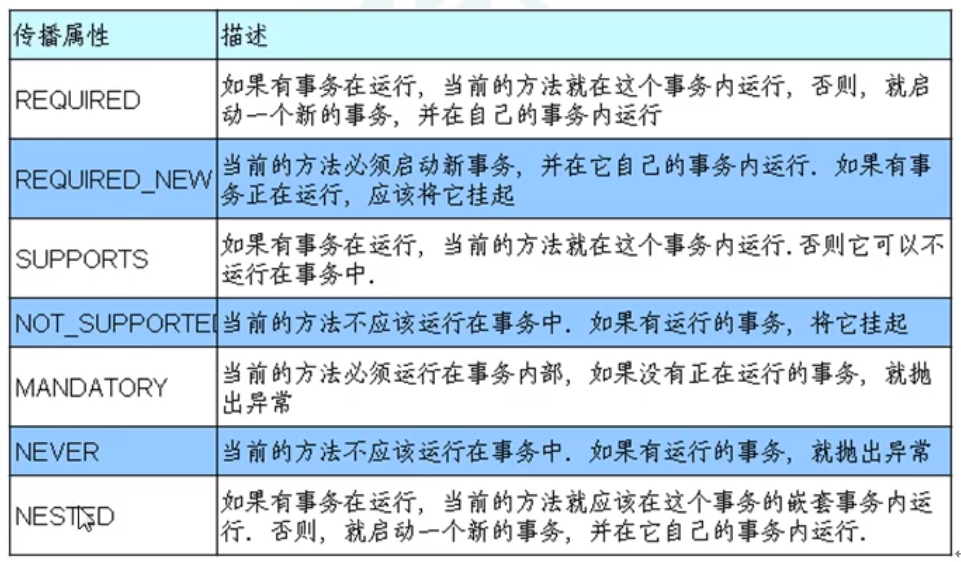 传播属性
描述
REQUIRED
如果有事务在运行，当前的方法就在这个事务内运行，否则，就启
动一个新的事务，并在自己的事务内运行
REQUIRED_NEW
当前的方法必须启动新事务，并在它自己的事务内运行. 如果有事
务正在运行，应该将它挂起
SUPPORTS
如果有事务在运行，当前的方法就在这个事务内运行. 否则它可以不
运行在事务中.
NOT_SUPPORTED
当前的方法不应该运行在事务中. 如果有运行的事务，将它挂起
MANDATORY
当前的方法必须运行在事务内部，如果没有正在运行的事务，就抛
出异常
NEVER
当前的方法不应该运行在事务中. 如果有运行的事务，就抛出异常
NESTED
如果有事务在运行，当前的方法就应该在这个事务的嵌套事务内运
行. 否则，就启动一个新的事务，并在它自己的事务内运行.